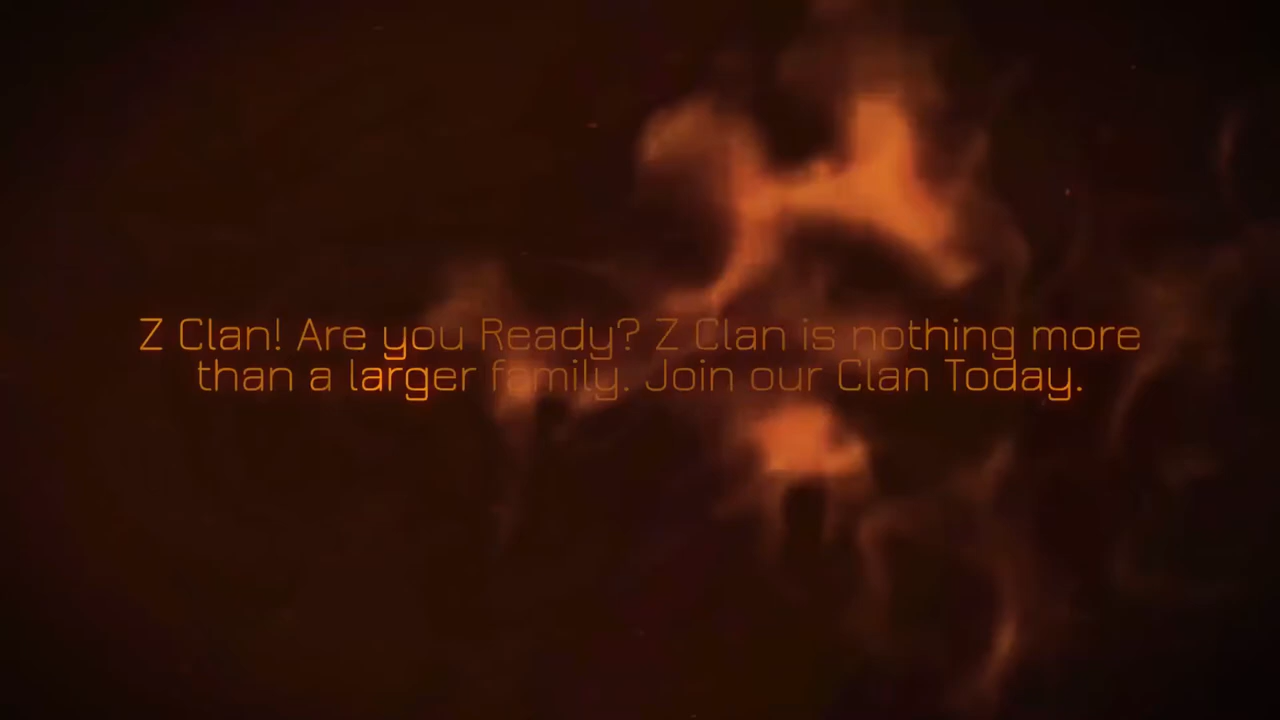 Z Clan! Are you Ready? Z Clan is nothing more
than a larger family. Join our Clan Today.